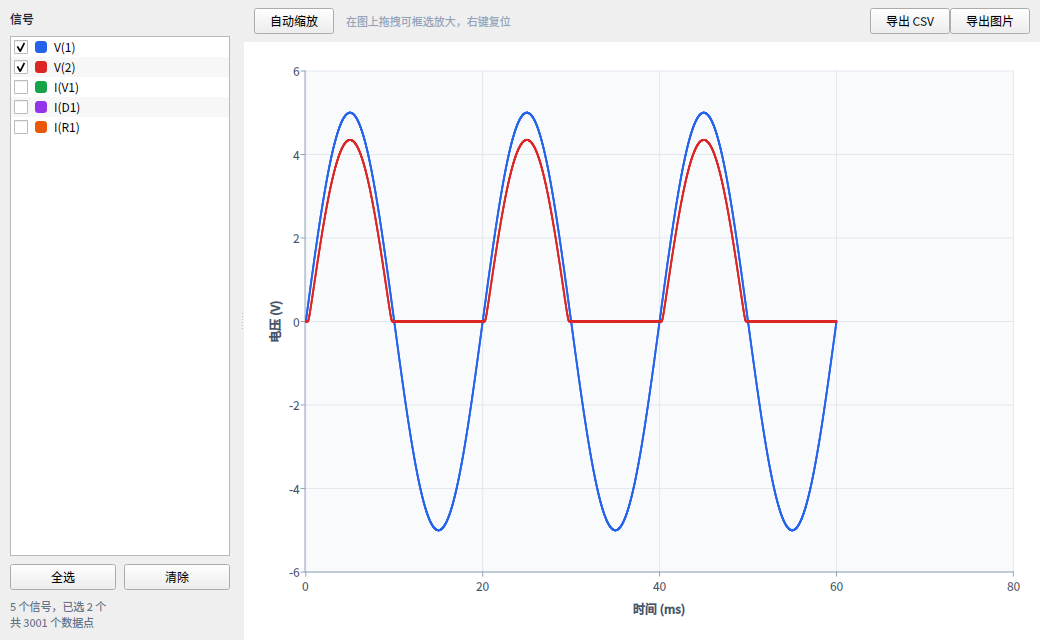 信号
V(1)
V(2)
I(V1)
I(D1)
I(R1)
全选
清除
5 个信号，已选 2 个
共 3001 个数据点
自动缩放
在图上拖拽可框选放大，右键复位
导出 CSV
导出图片
6
4
2
0
-2
-4
-6
电压 (V)
0
20
40
60
80
时间 (ms)